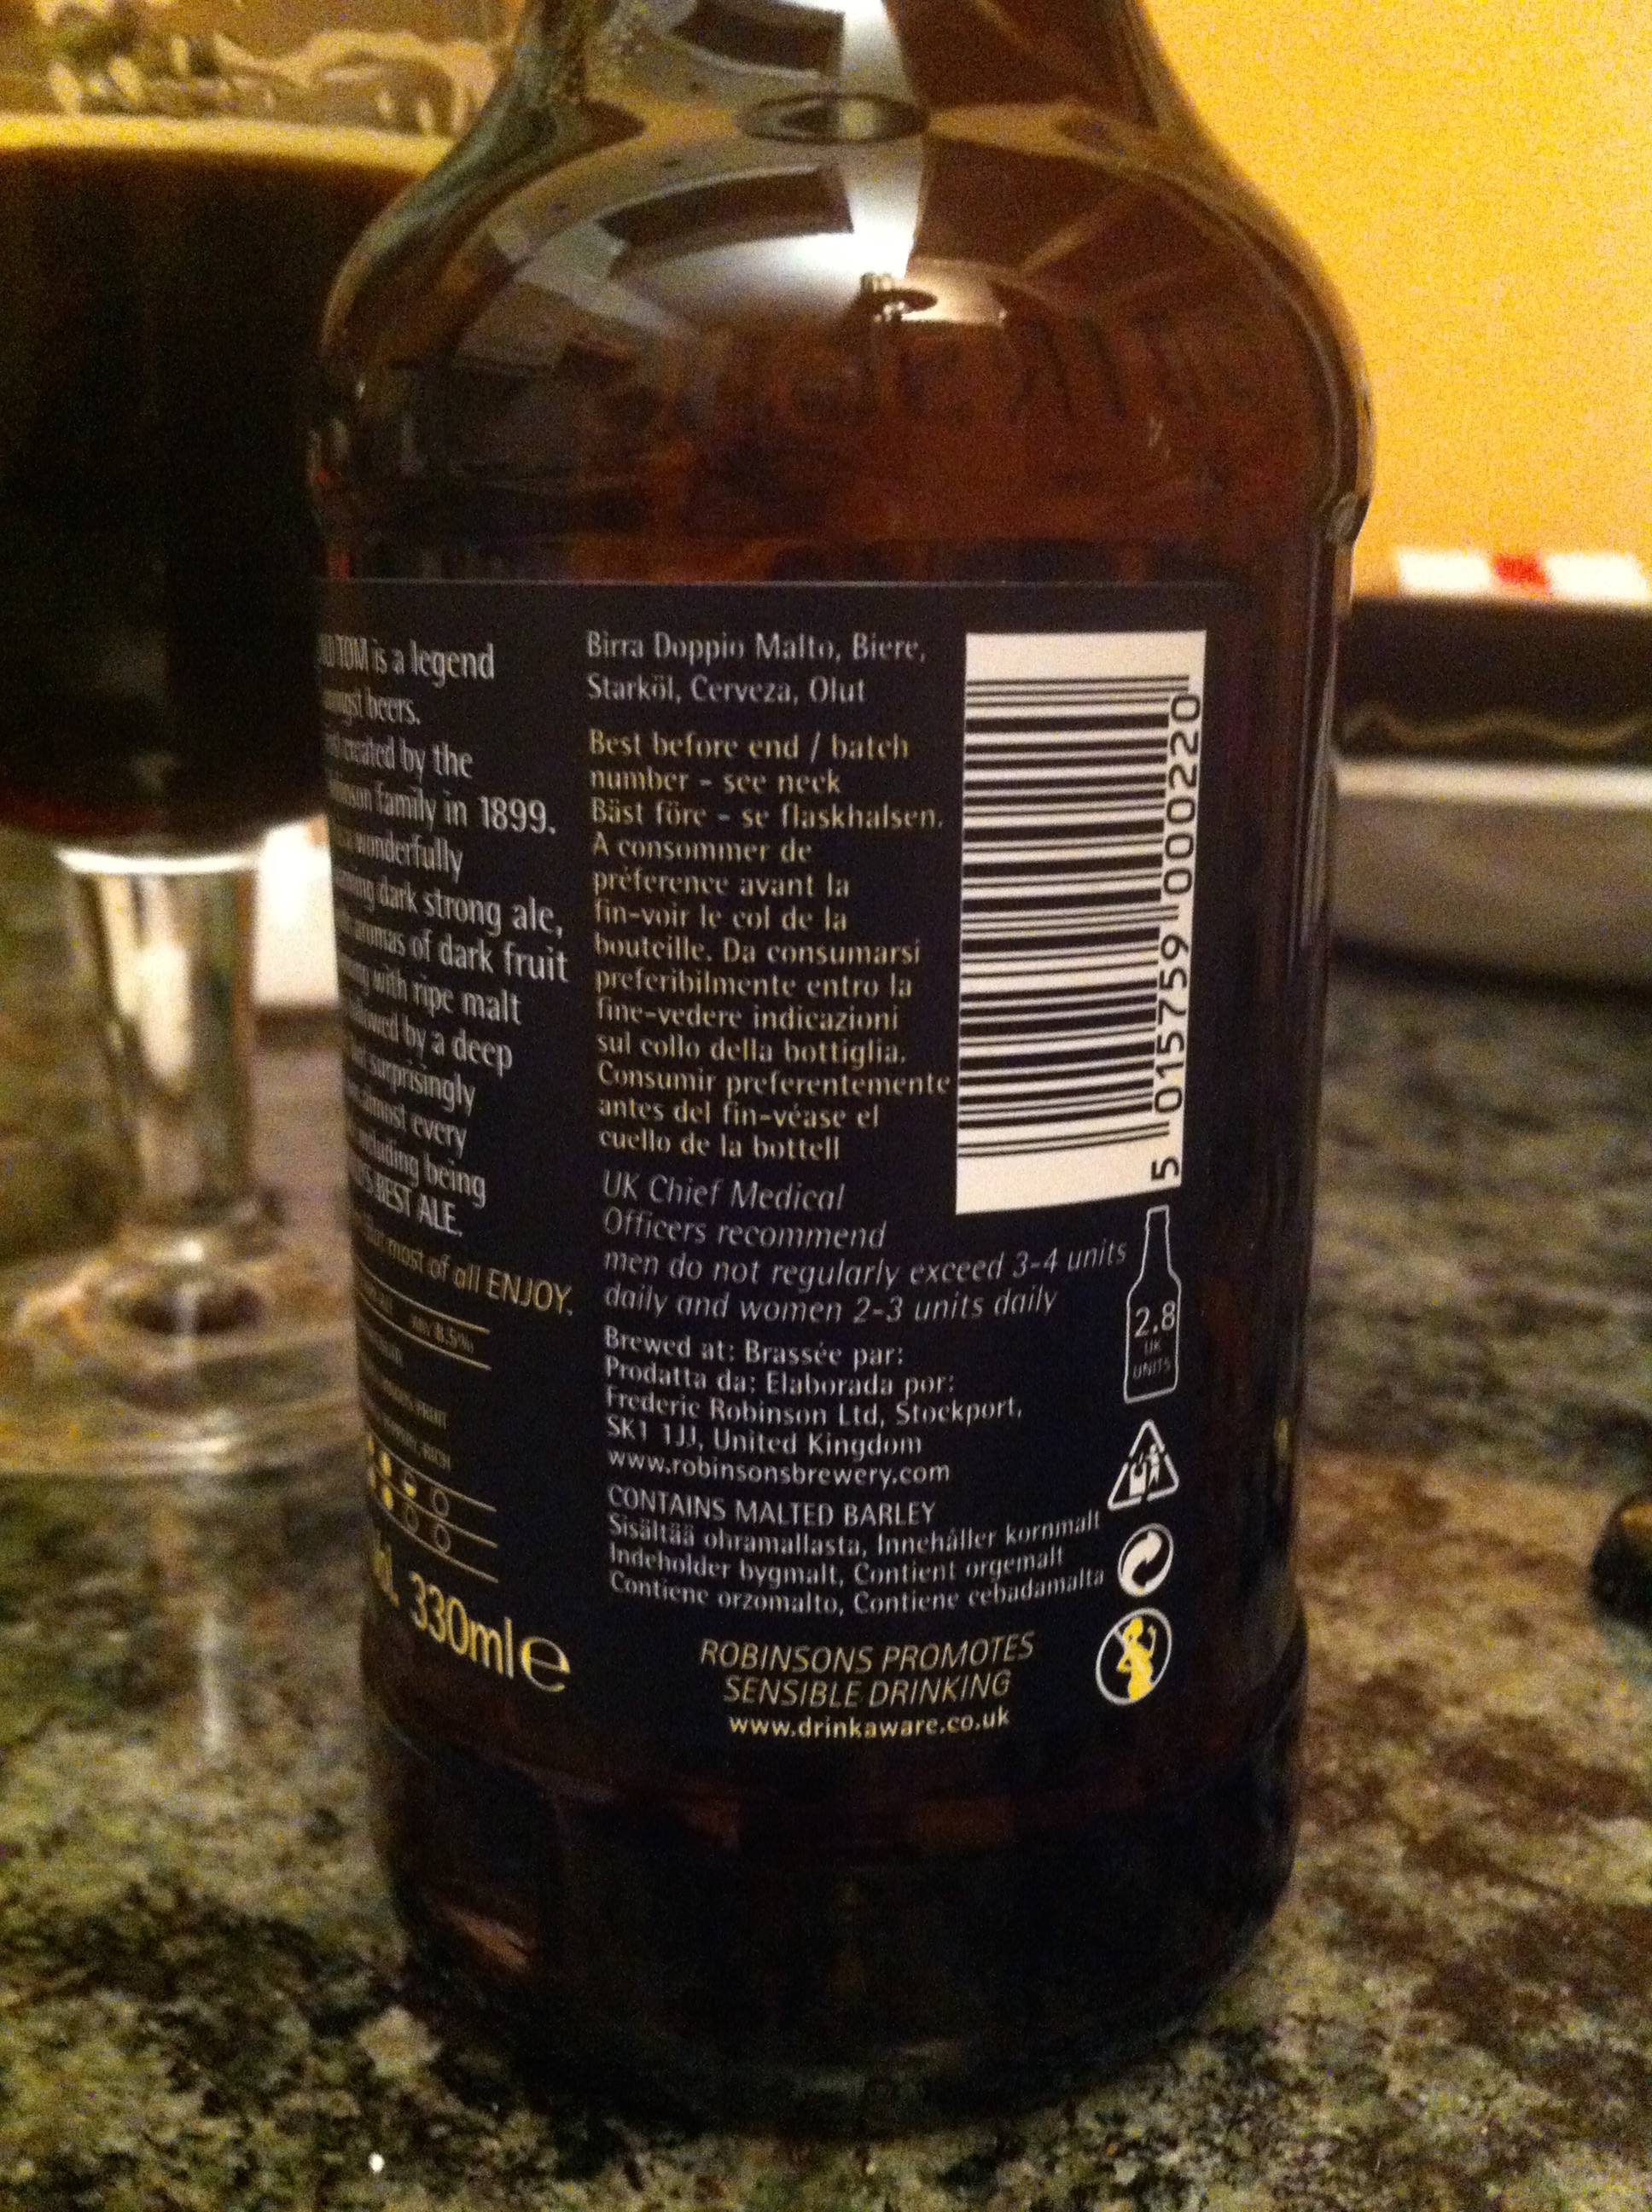 TOM is a legend
beers.
created by the
family in 1899.
wonderfully
dark strong ale,
aromas of dark fruit
with ripe malt
by a deep
surprisingly
almost every
including being
BEST ALE.
most of all ENJOY.
8.5%
FRUIT
330ml e
Birra Doppio Malto, Biere,
Starköl, Cerveza, Olut
Best before end / batch
number - see neck
Bäst före - se flaskhalsen.
A consommer de
préference avant la
fin-voir le col de la
bouteille. Da consumarsi
preferibilmente entro la
fine-vedere indicazioni
sul collo della bottiglia.
Consumir preferentemente
antes del fin-véase el
cuello de la bottell
UK Chief Medical
Officers recommend
men do not regularly exceed 3-4 units
daily and women 2-3 units daily
Brewed at: Brassée par:
Prodatta da: Elaborada por:
Frederic Robinson Ltd, Stockport,
SK1 1JJ, United Kingdom
www.robinsonsbrewery.com
CONTAINS MALTED BARLEY
Sisältää ohramallasta, Innehåller kornmalt
Indeholder bygmalt, Contient orgemalt
Contiene orzomalto, Contiene cebadamalta
ROBINSONS PROMOTES
SENSIBLE DRINKING
www.drinkaware.co.uk
5 015759 000220
2.8
UK
UNITS